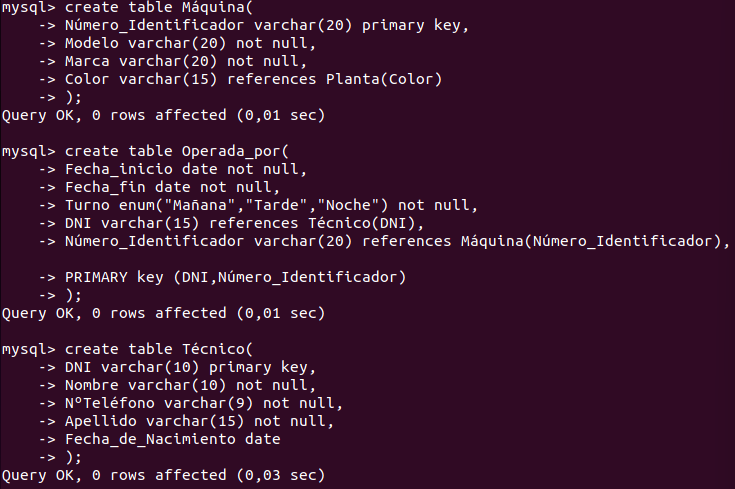 mysql> create table Máquina(
    -> Número_Identificador varchar(20) primary key,
    -> Modelo varchar(20) not null,
    -> Marca varchar(20) not null,
    -> Color varchar(15) references Planta(Color)
    -> );
Query OK, 0 rows affected (0,01 sec)

mysql> create table Operada_por(
    -> Fecha_inicio date not null,
    -> Fecha_fin date not null,
    -> Turno enum("Mañana","Tarde","Noche") not null,
    -> DNI varchar(15) references Técnico(DNI),
    -> Número_Identificador varchar(20) references Máquina(Número_Identificador),

    -> PRIMARY key (DNI,Número_Identificador)
    -> );
Query OK, 0 rows affected (0,01 sec)

mysql> create table Técnico(
    -> DNI varchar(10) primary key,
    -> Nombre varchar(10) not null,
    -> NºTeléfono varchar(9) not null,
    -> Apellido varchar(15) not null,
    -> Fecha_de_Nacimiento date
    -> );
Query OK, 0 rows affected (0,03 sec)